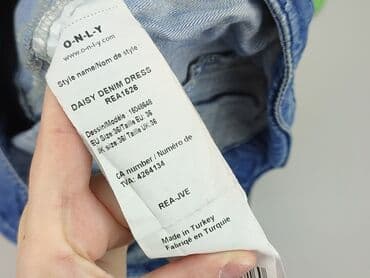 O-N-L-Y
www.o-n-l-y.com
Style name/Nom de style
DAISY DENIM DRESS
REA1626
Dessin/Modèle: 15048648
EU Size:36/Taille EU: 36
UK size:36/Taille UK:36
CA number / Numéro de
TVA: 4264134
REA-JVE
Made in Turkey
Fabriqé en Turquie